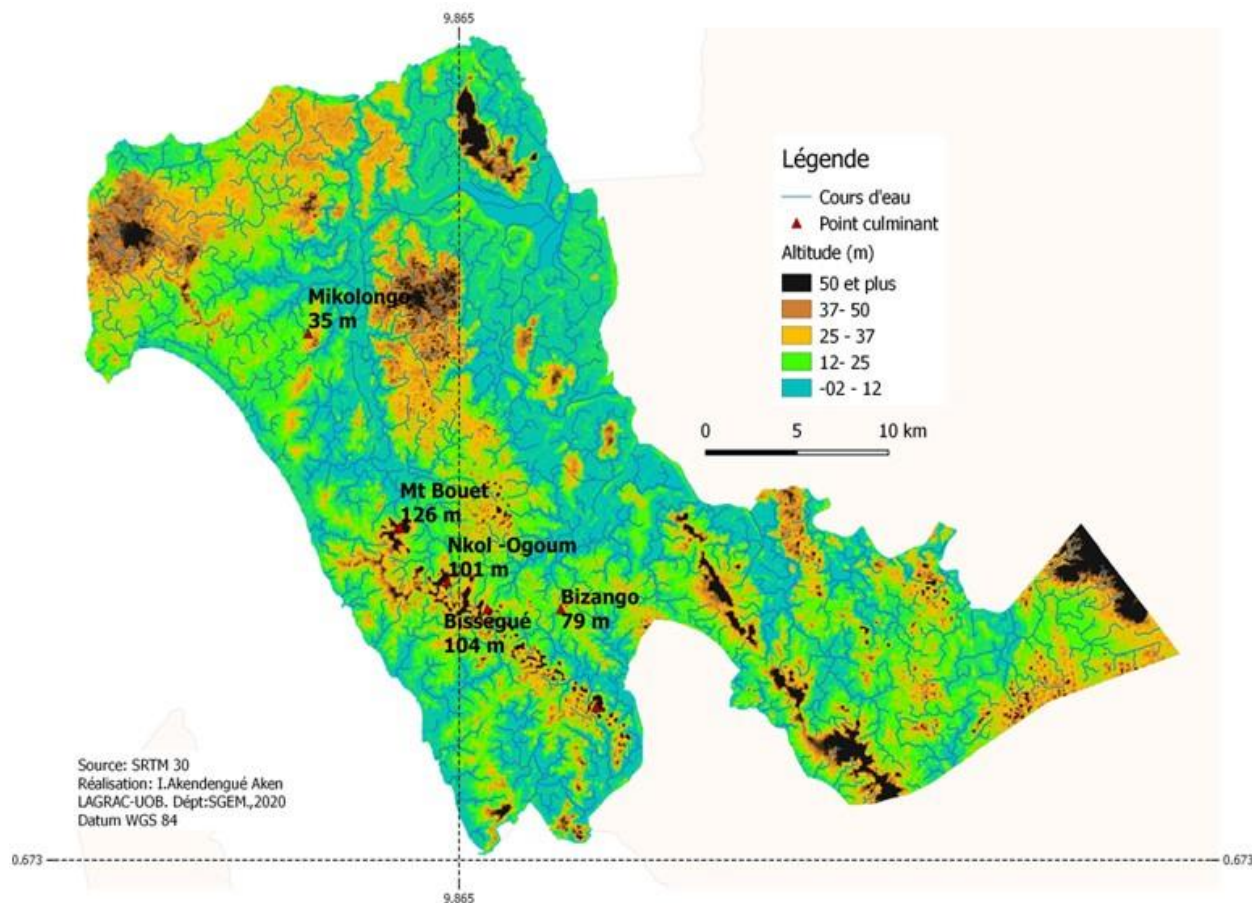 9.865
Légende
Cours d'eau
Point culminant
Altitude (m)
50 et plus
37- 50
25 - 37
12- 25
-02 - 12
0 5 10 km
Mikolongo
35 m
Mt Bouet
126 m
Nkol -Ogoum
101 m
Bizango
79 m
Bissegué
104 m
Source: SRTM 30
Réalisation: I.Akendengué Aken
LAGRAC-UOB. Dépt:SGEM.,2020
Datum WGS 84
0.673
0.673
9.865